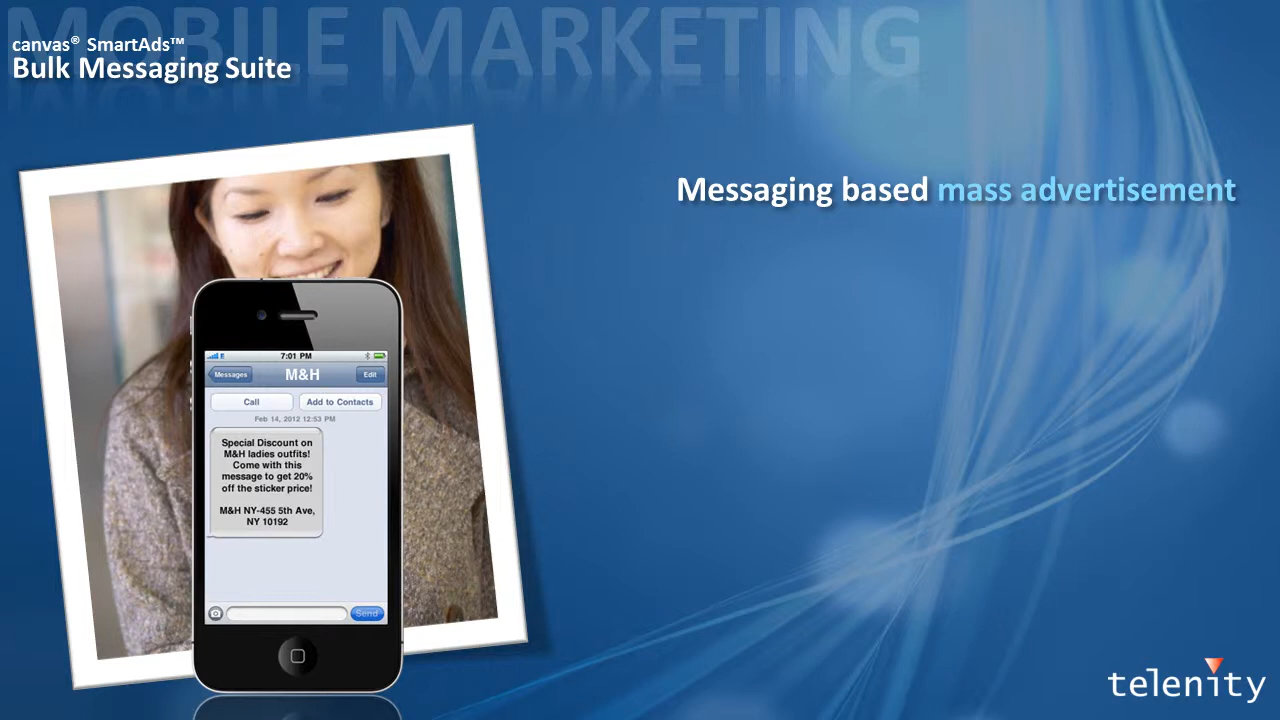 MOBILE MARKETING
canvas® SmartAds™
Bulk Messaging Suite
Messaging based mass advertisement
E 7:01 PM
Messages M&H Edit
Call Add to Contacts
Feb 14, 2012 12:53 PM
Special Discount on
M&H ladies outfits!
Come with this
message to get 20%
off the sticker price!
M&H NY-455 5th Ave,
NY 10192
Send
telenity